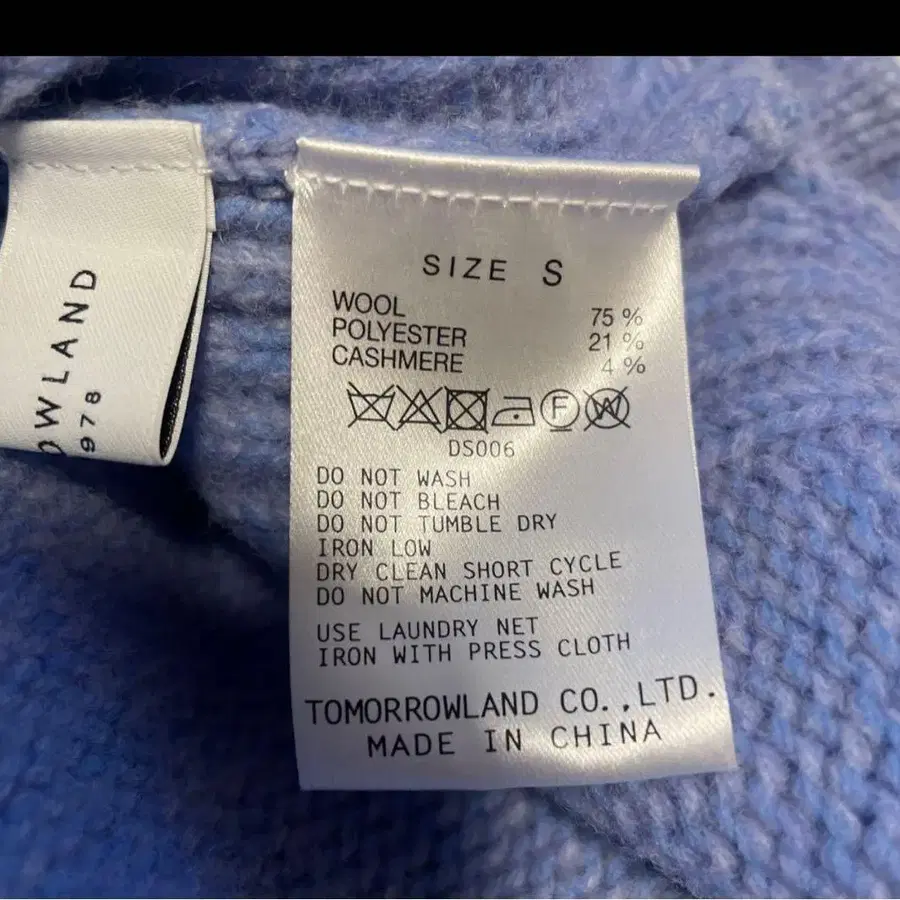 OWLAND
978
SIZE S
WOOL 75 %
POLYESTER 21 %
CASHMERE 4 %
F W
DS006
DO NOT WASH
DO NOT BLEACH
DO NOT TUMBLE DRY
IRON LOW
DRY CLEAN SHORT CYCLE
DO NOT MACHINE WASH
USE LAUNDRY NET
IRON WITH PRESS CLOTH
TOMORROWLAND CO.,LTD.
MADE IN CHINA